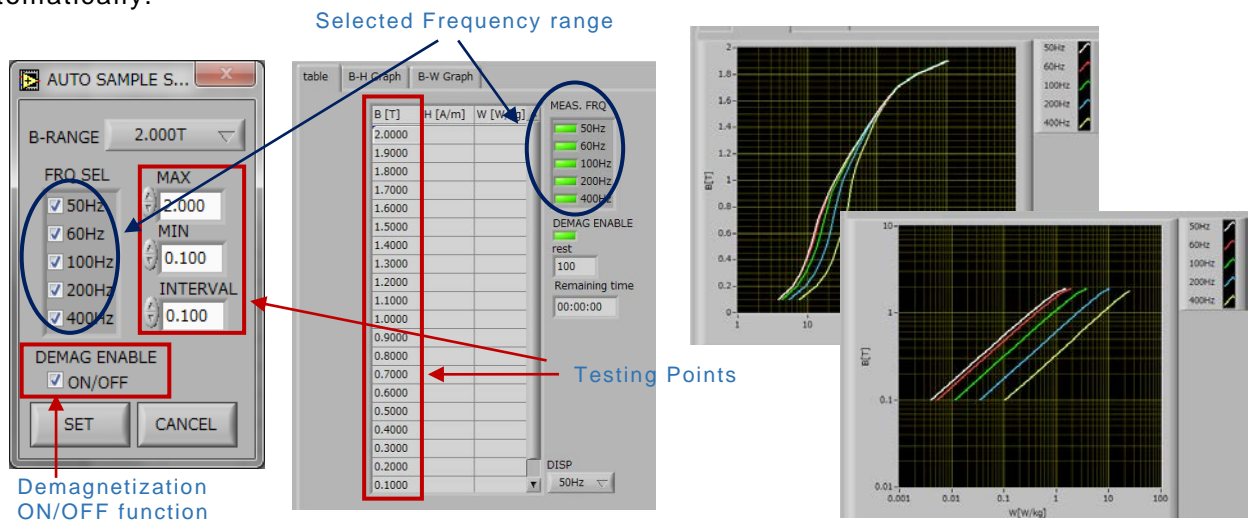 tomatically.
Selected Frequency range
AUTO SAMPLE S...
B-RANGE 2.000T
FRQ SEL
50Hz
60Hz
100Hz
200Hz
400Hz
MAX
2.000
MIN
0.100
INTERVAL
0.100
DEMAG ENABLE
ON/OFF
SET CANCEL
Demagnetization
ON/OFF function
table B-H Graph B-W Graph
B [T] H [A/m]
2.0000
1.9000
1.8000
1.7000
1.6000
1.5000
1.4000
1.3000
1.2000
1.1000
1.0000
0.9000
0.8000
0.7000
0.6000
0.5000
0.4000
0.3000
0.2000
0.1000
MEAS. FRQ
50Hz
60Hz
100Hz
200Hz
400Hz
DEMAG ENABLE
rest
100
Remaining time
00:00:00
DISP
50Hz
Testing Points
2-
1.8-
1.6-
1.4-
1.2-
1-
0.8-
0.6-
0.4-
0.2-
0-
B[T]
1 10
50Hz
60Hz
100Hz
200Hz
400Hz
10-
1-
0.1-
0.01-
B[T]
0.001 0.01 0.1 1 10 100
W[W/kg]
50Hz
60Hz
100Hz
200Hz
400Hz